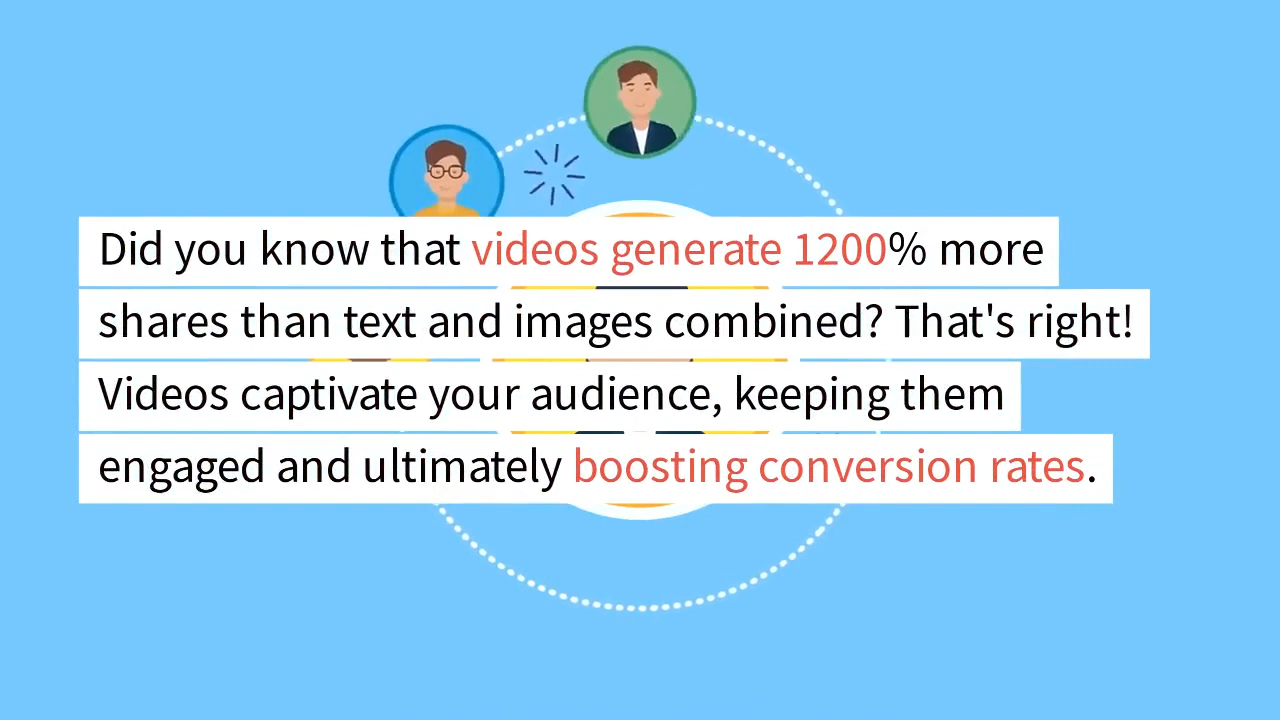 Did you know that videos generate 1200% more
shares than text and images combined? That's right!
Videos captivate your audience, keeping them
engaged and ultimately boosting conversion rates.